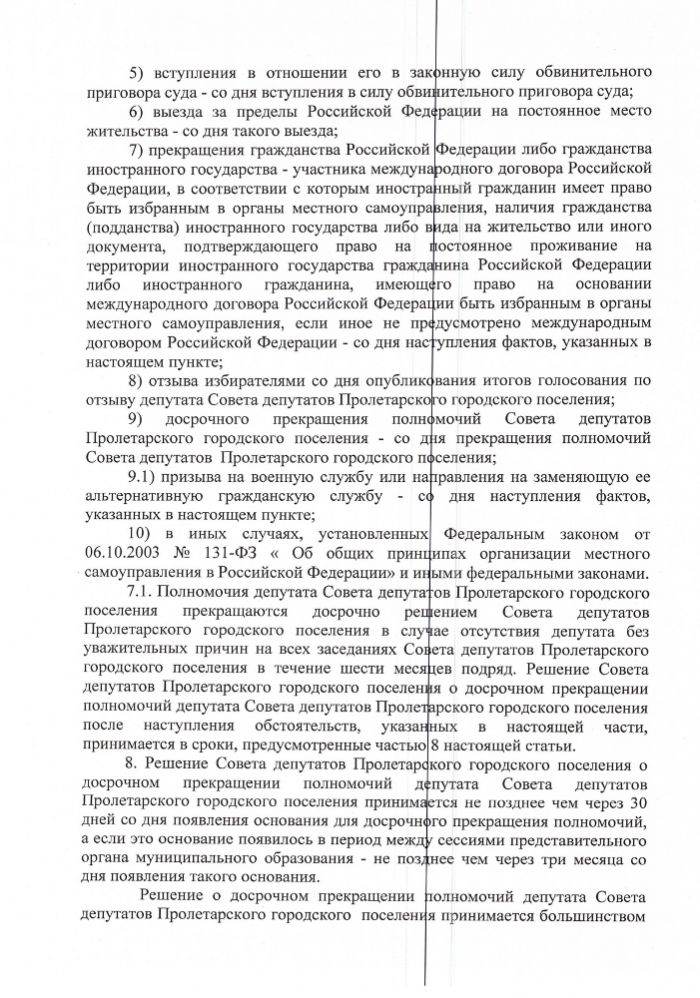 5) вступления в отношении его в законную силу обвинительного
приговора суда - со дня вступления в силу обвинительного приговора суда;
6) выезда за пределы Российской Федерации на постоянное место
жительства - со дня такого выезда;
7) прекращения гражданства Российской Федерации либо гражданства
иностранного государства - участника международного договора Российской
Федерации, в соответствии с которым иностранный гражданин имеет право
быть избранным в органы местного самоуправления, наличия гражданства
(подданства) иностранного государства либо вида на жительство или иного
документа, подтверждающего право на постоянное проживание на
территории иностранного государства гражданина Российской Федерации
либо иностранного гражданина, имеющего право на основании
международного договора Российской Федерации быть избранным в органы
местного самоуправления, если иное не предусмотрено международным
договором Российской Федерации - со дня наступления фактов, указанных в
настоящем пункте;
8) отзыва избирателями со дня опубликования итогов голосования по
отзыву депутата Совета депутатов Пролетарского городского поселения;
9) досрочного прекращения полномочий Совета депутатов
Пролетарского городского поселения - со дня прекращения полномочий
Совета депутатов Пролетарского городского поселения;
9.1) призыва на военную службу или направления на заменяющую ее
альтернативную гражданскую службу - со дня наступления фактов,
указанных в настоящем пункте;
10) в иных случаях, установленных Федеральным законом от
06.10.2003 № 131-ФЗ « Об общих принципах организации местного
самоуправления в Российской Федерации» и иными федеральными законами.
7.1. Полномочия депутата Совета депутатов Пролетарского городского
поселения прекращаются досрочно решением Совета депутатов
Пролетарского городского поселения в случае отсутствия депутата без
уважительных причин на всех заседаниях Совета депутатов Пролетарского
городского поселения в течение шести месяцев подряд. Решение Совета
депутатов Пролетарского городского поселения о досрочном прекращении
полномочий депутата Совета депутатов Пролетарского городского поселения
после наступления обстоятельств, указанных в настоящей части,
принимается в сроки, предусмотренные частью 8 настоящей статьи.
8. Решение Совета депутатов Пролетарского городского поселения о
досрочном прекращении полномочий депутата Совета депутатов
Пролетарского городского поселения принимается не позднее чем через 30
дней со дня появления основания для досрочного прекращения полномочий,
а если это основание появилось в период между сессиями представительного
органа муниципального образования - не позднее чем через три месяца со
дня появления такого основания.
Решение о досрочном прекращении полномочий депутата Совета
депутатов Пролетарского городского поселения принимается большинством